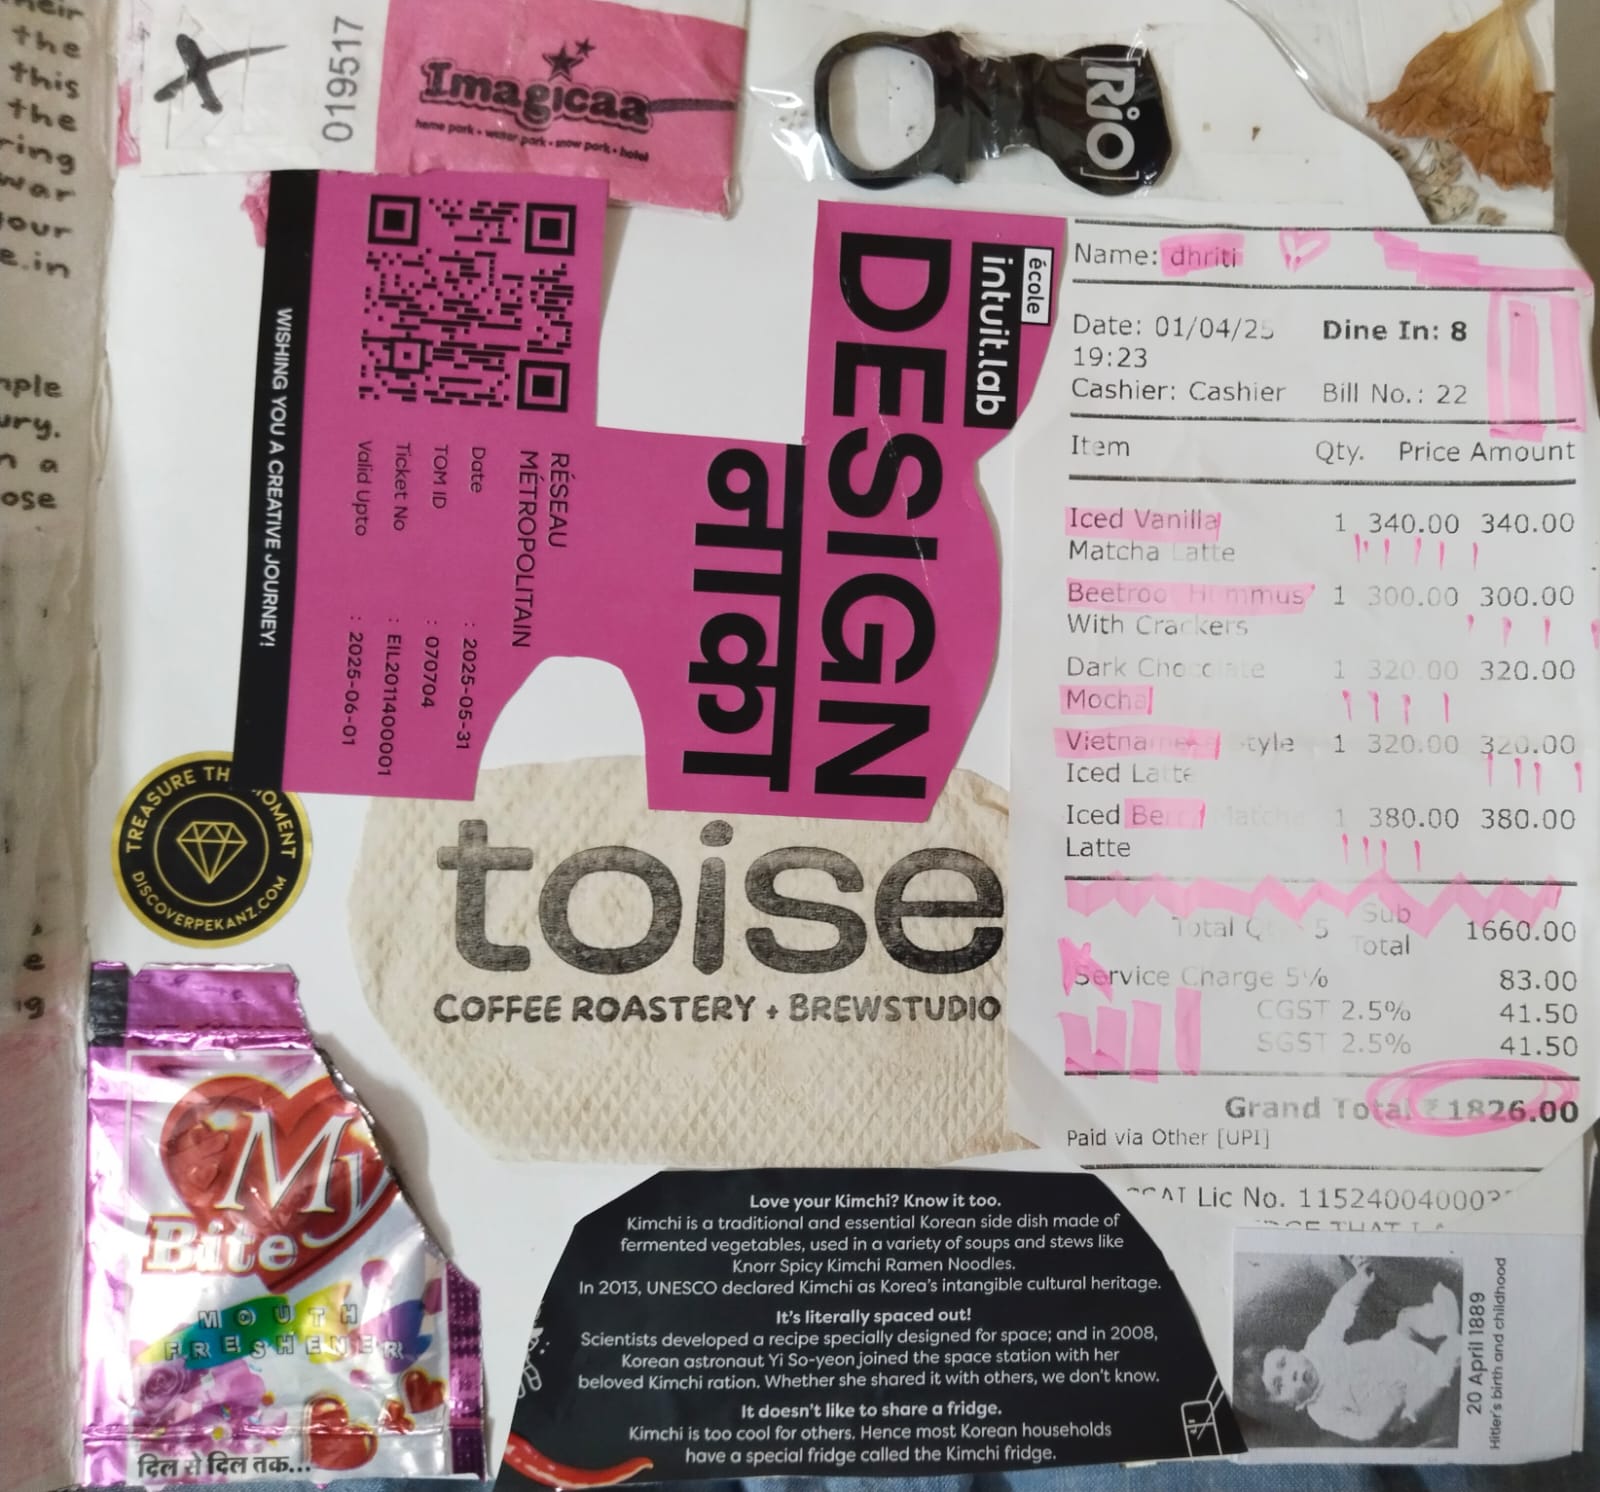 heir
the
this
the
ring
war
your
e.in
mple
ury.
n a
ose
e
ig
019517
Imagicaa
heme park • water park • snow park • hotel
[RiO]
WISHING YOU A CREATIVE JOURNEY!
RÉSEAU
MÉTROPOLITAIN
Date : 2025-05-31
TOM ID : 070704
Ticket No : EIL2011400001
Valid Upto : 2025-06-01
école
intuit.lab
DESIGN
नाका
Name: dhriti
Date: 01/04/25 Dine In: 8
19:23
Cashier: Cashier Bill No.: 22
Item Qty. Price Amount
Iced Vanilla 1 340.00 340.00
Matcha Latte
Beetroot Hummus 1 300.00 300.00
With Crackers
Dark Chocolate 1 320.00 320.00
Mocha
Vietnamese Style 1 320.00 320.00
Iced Latte
Iced Berry Matcha 1 380.00 380.00
Latte
Total Qty: 5 Sub 1660.00
Total
Service Charge 5% 83.00
CGST 2.5% 41.50
SGST 2.5% 41.50
Grand Total ₹1826.00
Paid via Other [UPI]
Lic No. 11524004000
TREASURE TH OMENT
DISCOVERPEKANZ.COM
toise
COFFEE ROASTERY + BREWSTUDIO
My
Bite
MOUTH
FRESHENER
दिल से दिल तक...
Love your Kimchi? Know it too.
Kimchi is a traditional and essential Korean side dish made of
fermented vegetables, used in a variety of soups and stews like
Knorr Spicy Kimchi Ramen Noodles.
In 2013, UNESCO declared Kimchi as Korea's intangible cultural heritage.
It's literally spaced out!
Scientists developed a recipe specially designed for space; and in 2008,
Korean astronaut Yi So-yeon joined the space station with her
beloved Kimchi ration. Whether she shared it with others, we don't know.
It doesn't like to share a fridge.
Kimchi is too cool for others. Hence most Korean households
have a special fridge called the Kimchi fridge.
20 April 1889
Hitler's birth and childhood